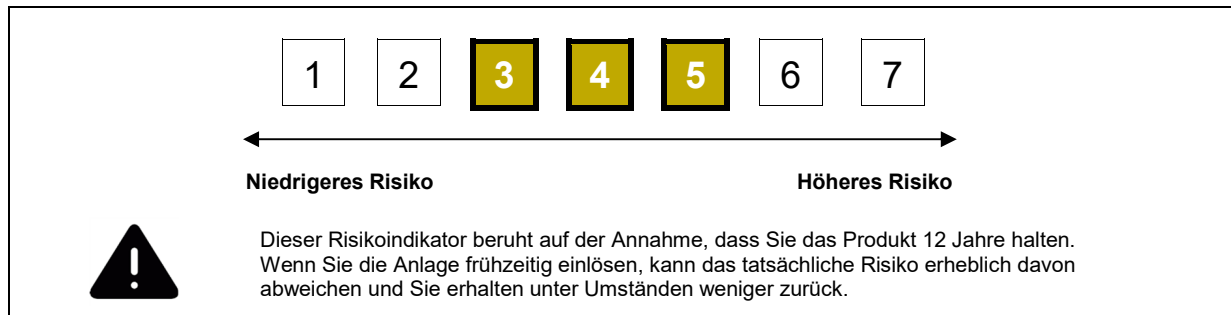 1 2 3 4 5 6 7
Niedrigeres Risiko Höheres Risiko
Dieser Risikoindikator beruht auf der Annahme, dass Sie das Produkt 12 Jahre halten.
Wenn Sie die Anlage frühzeitig einlösen, kann das tatsächliche Risiko erheblich davon
abweichen und Sie erhalten unter Umständen weniger zurück.